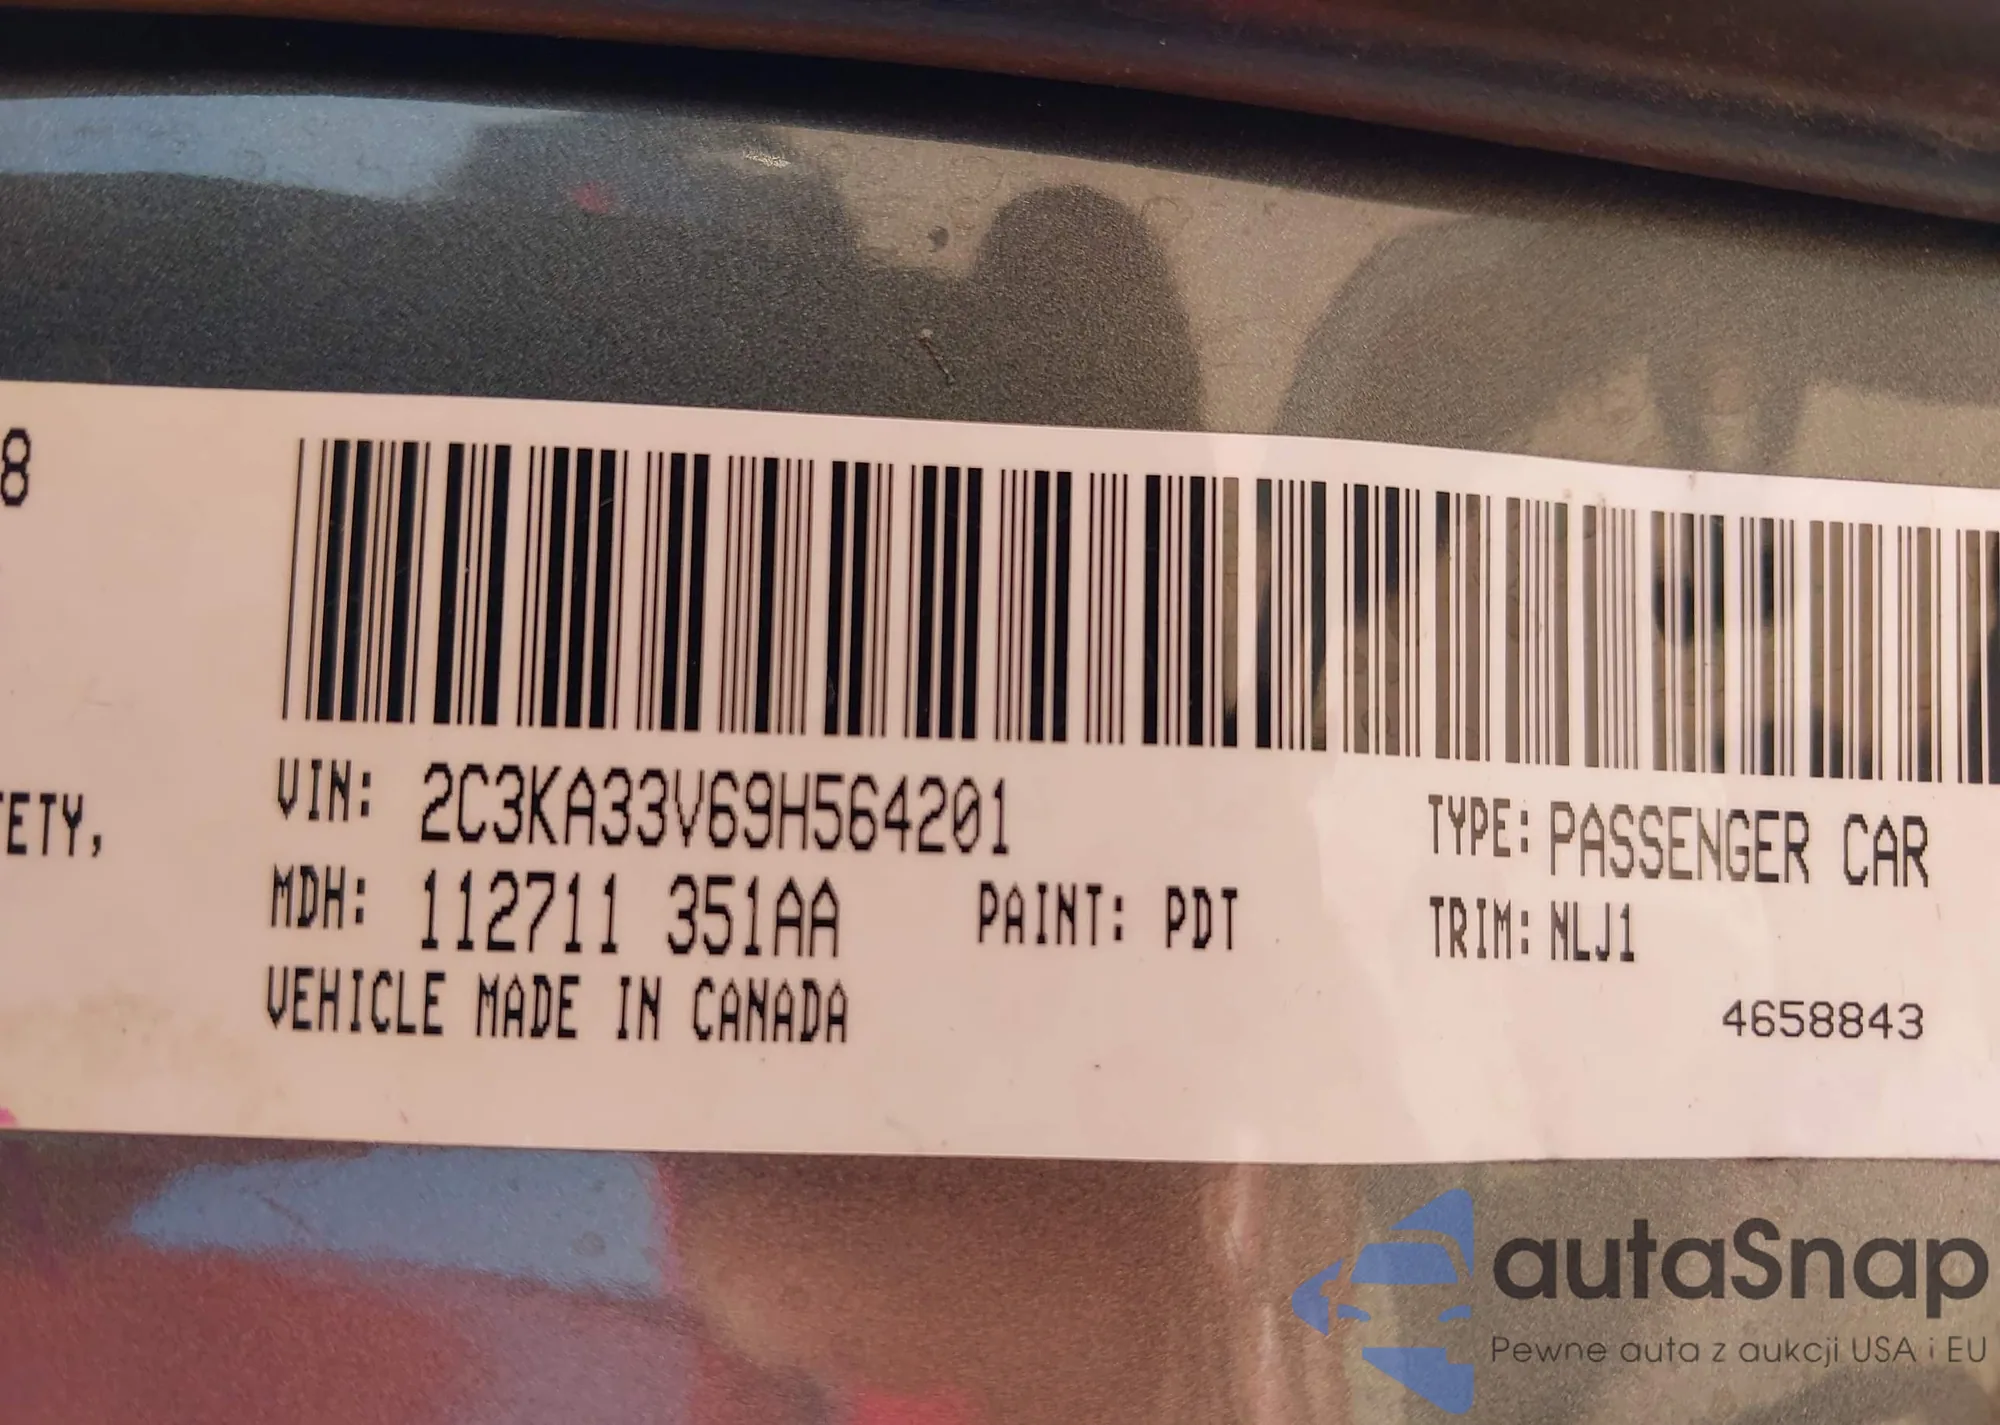 8
ETY,
VIN: 2C3KA33V69H564201
TYPE: PASSENGER CAR
MDH: 112711 351AA PAINT: PDT
TRIM: NLJ1
VEHICLE MADE IN CANADA
4658843
autaSnap
Pewne auta z aukcji USA i EU